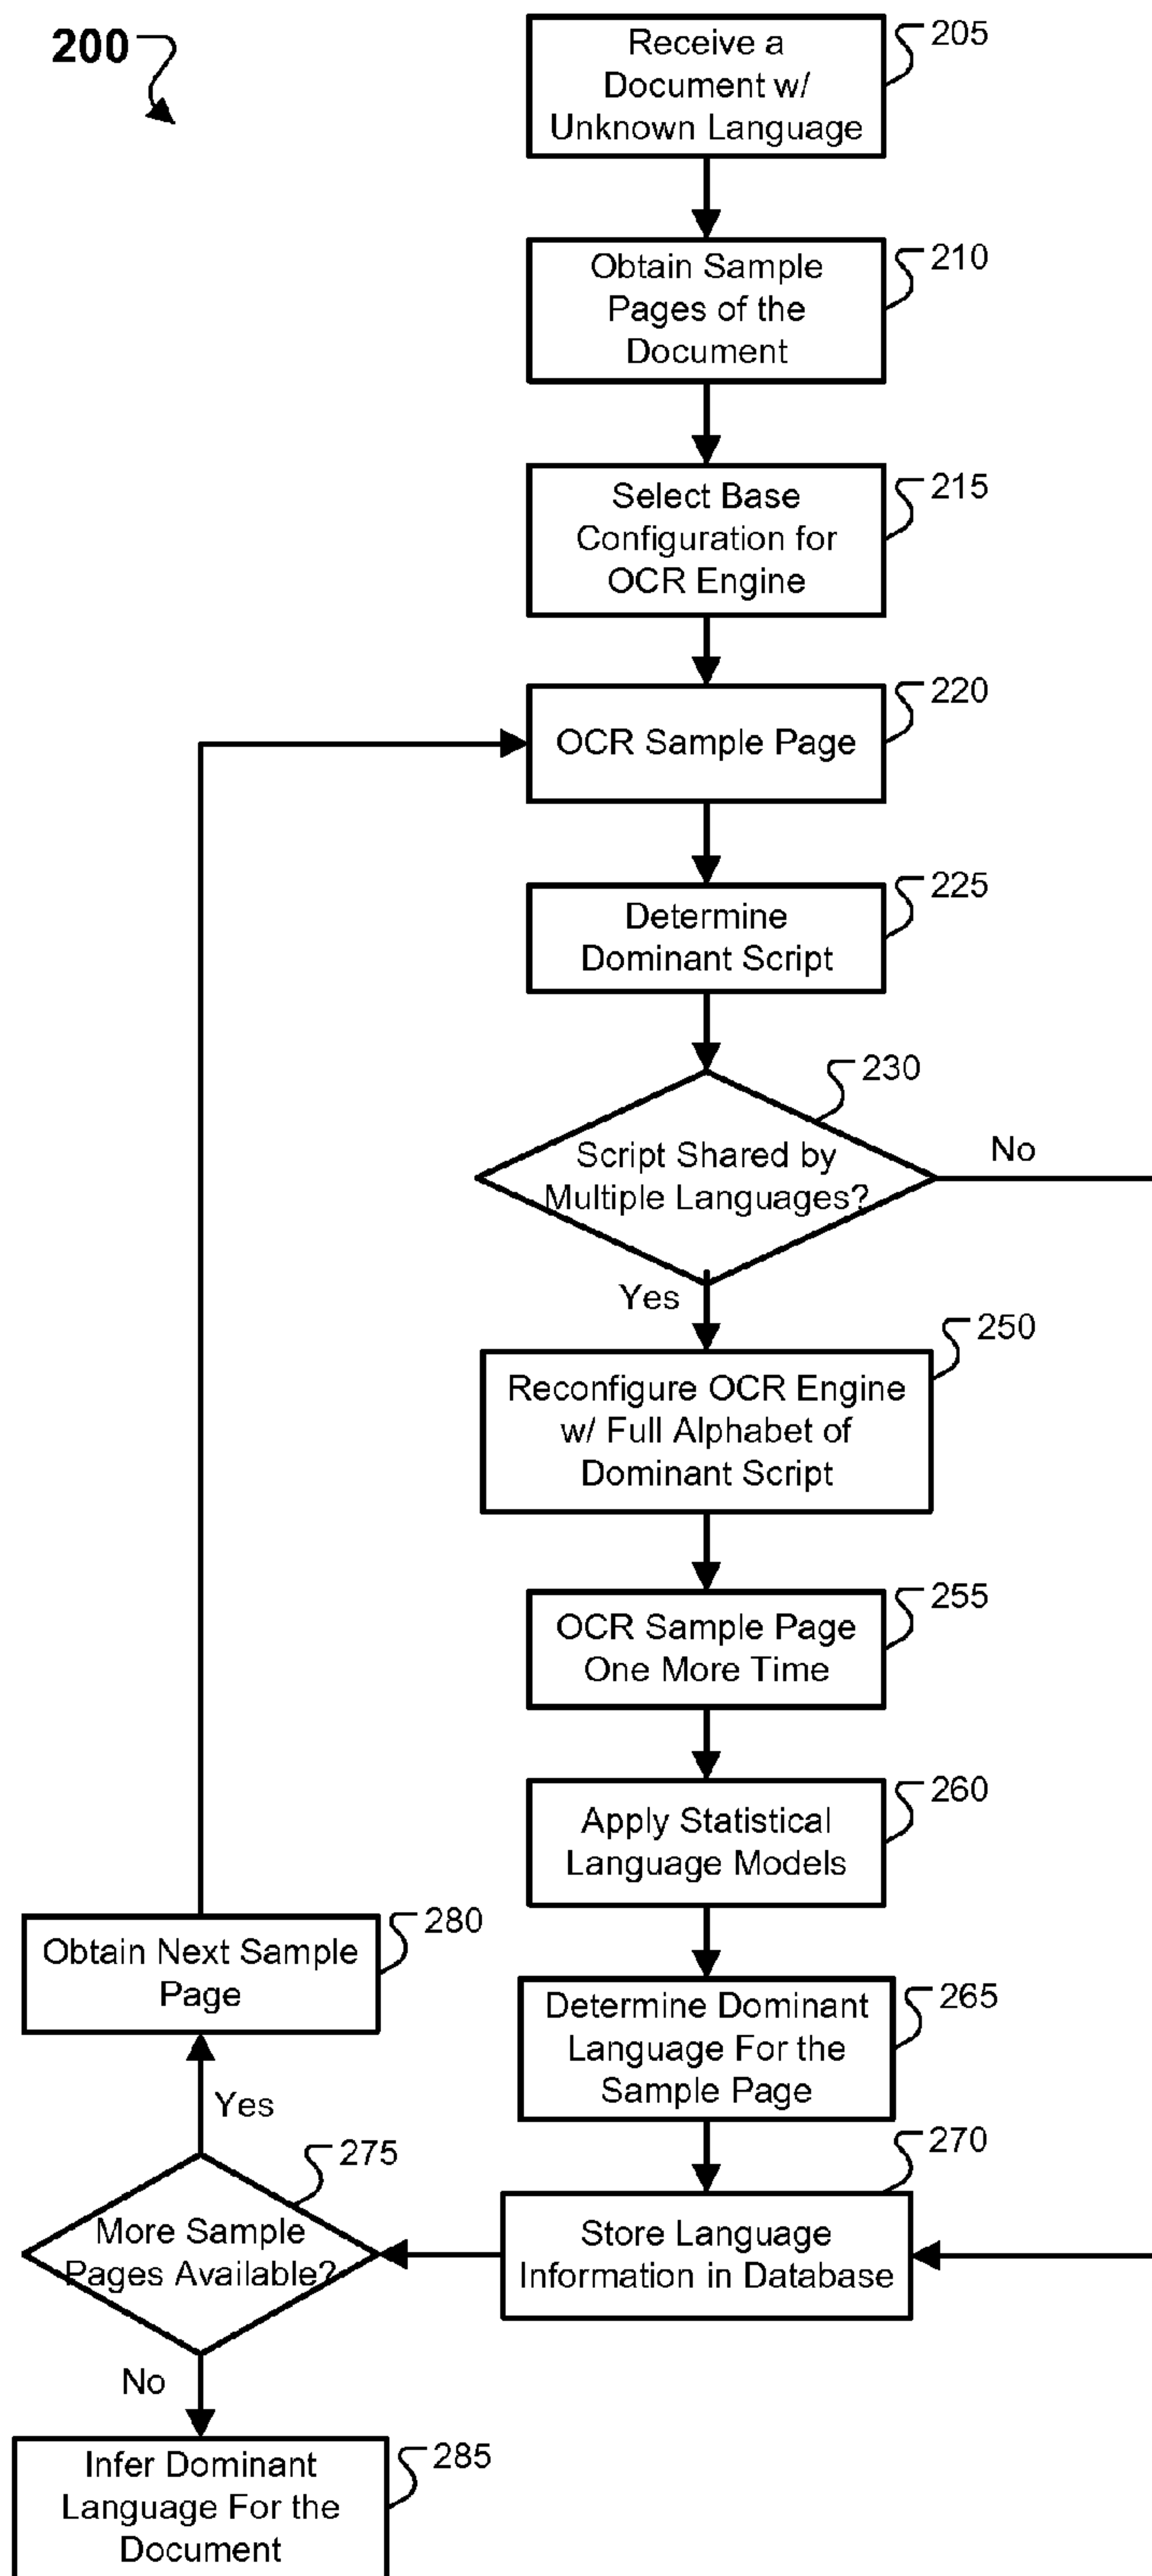 200
Receive a
Document w/
Unknown Language
205
Obtain Sample
Pages of the
Document
210
Select Base
Configuration for
OCR Engine
215
OCR Sample Page
220
Determine
Dominant Script
225
Script Shared by
Multiple Languages?
230
No
Yes
Reconfigure OCR Engine
w/ Full Alphabet of
Dominant Script
250
OCR Sample Page
One More Time
255
Apply Statistical
Language Models
260
Determine Dominant
Language For the
Sample Page
265
Store Language
Information in Database
270
More Sample
Pages Available?
275
Yes
Obtain Next Sample
Page
280
No
Infer Dominant
Language For the
Document
285